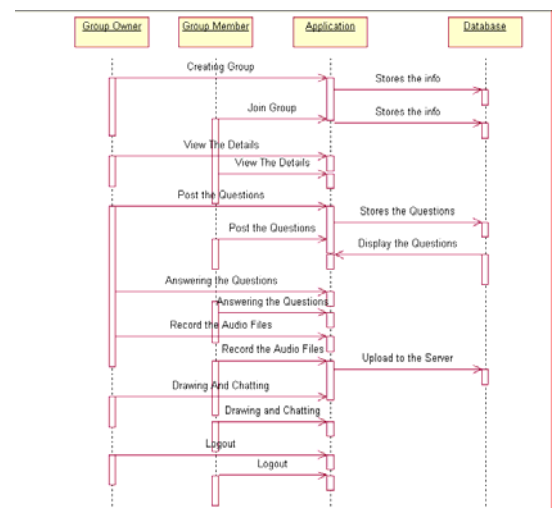 Group Owner
Group Member
Application
Database
Creating Group
Stores the info
Join Group
Stores the info
View The Details
View The Details
Post the Questions
Stores the Questions
Post the Questions
Display the Questions
Answering the Questions
Answering the Questions
Record the Audio Files
Record the Audio Files
Upload to the Server
Drawing And Chatting
Drawing and Chatting
Logout
Logout